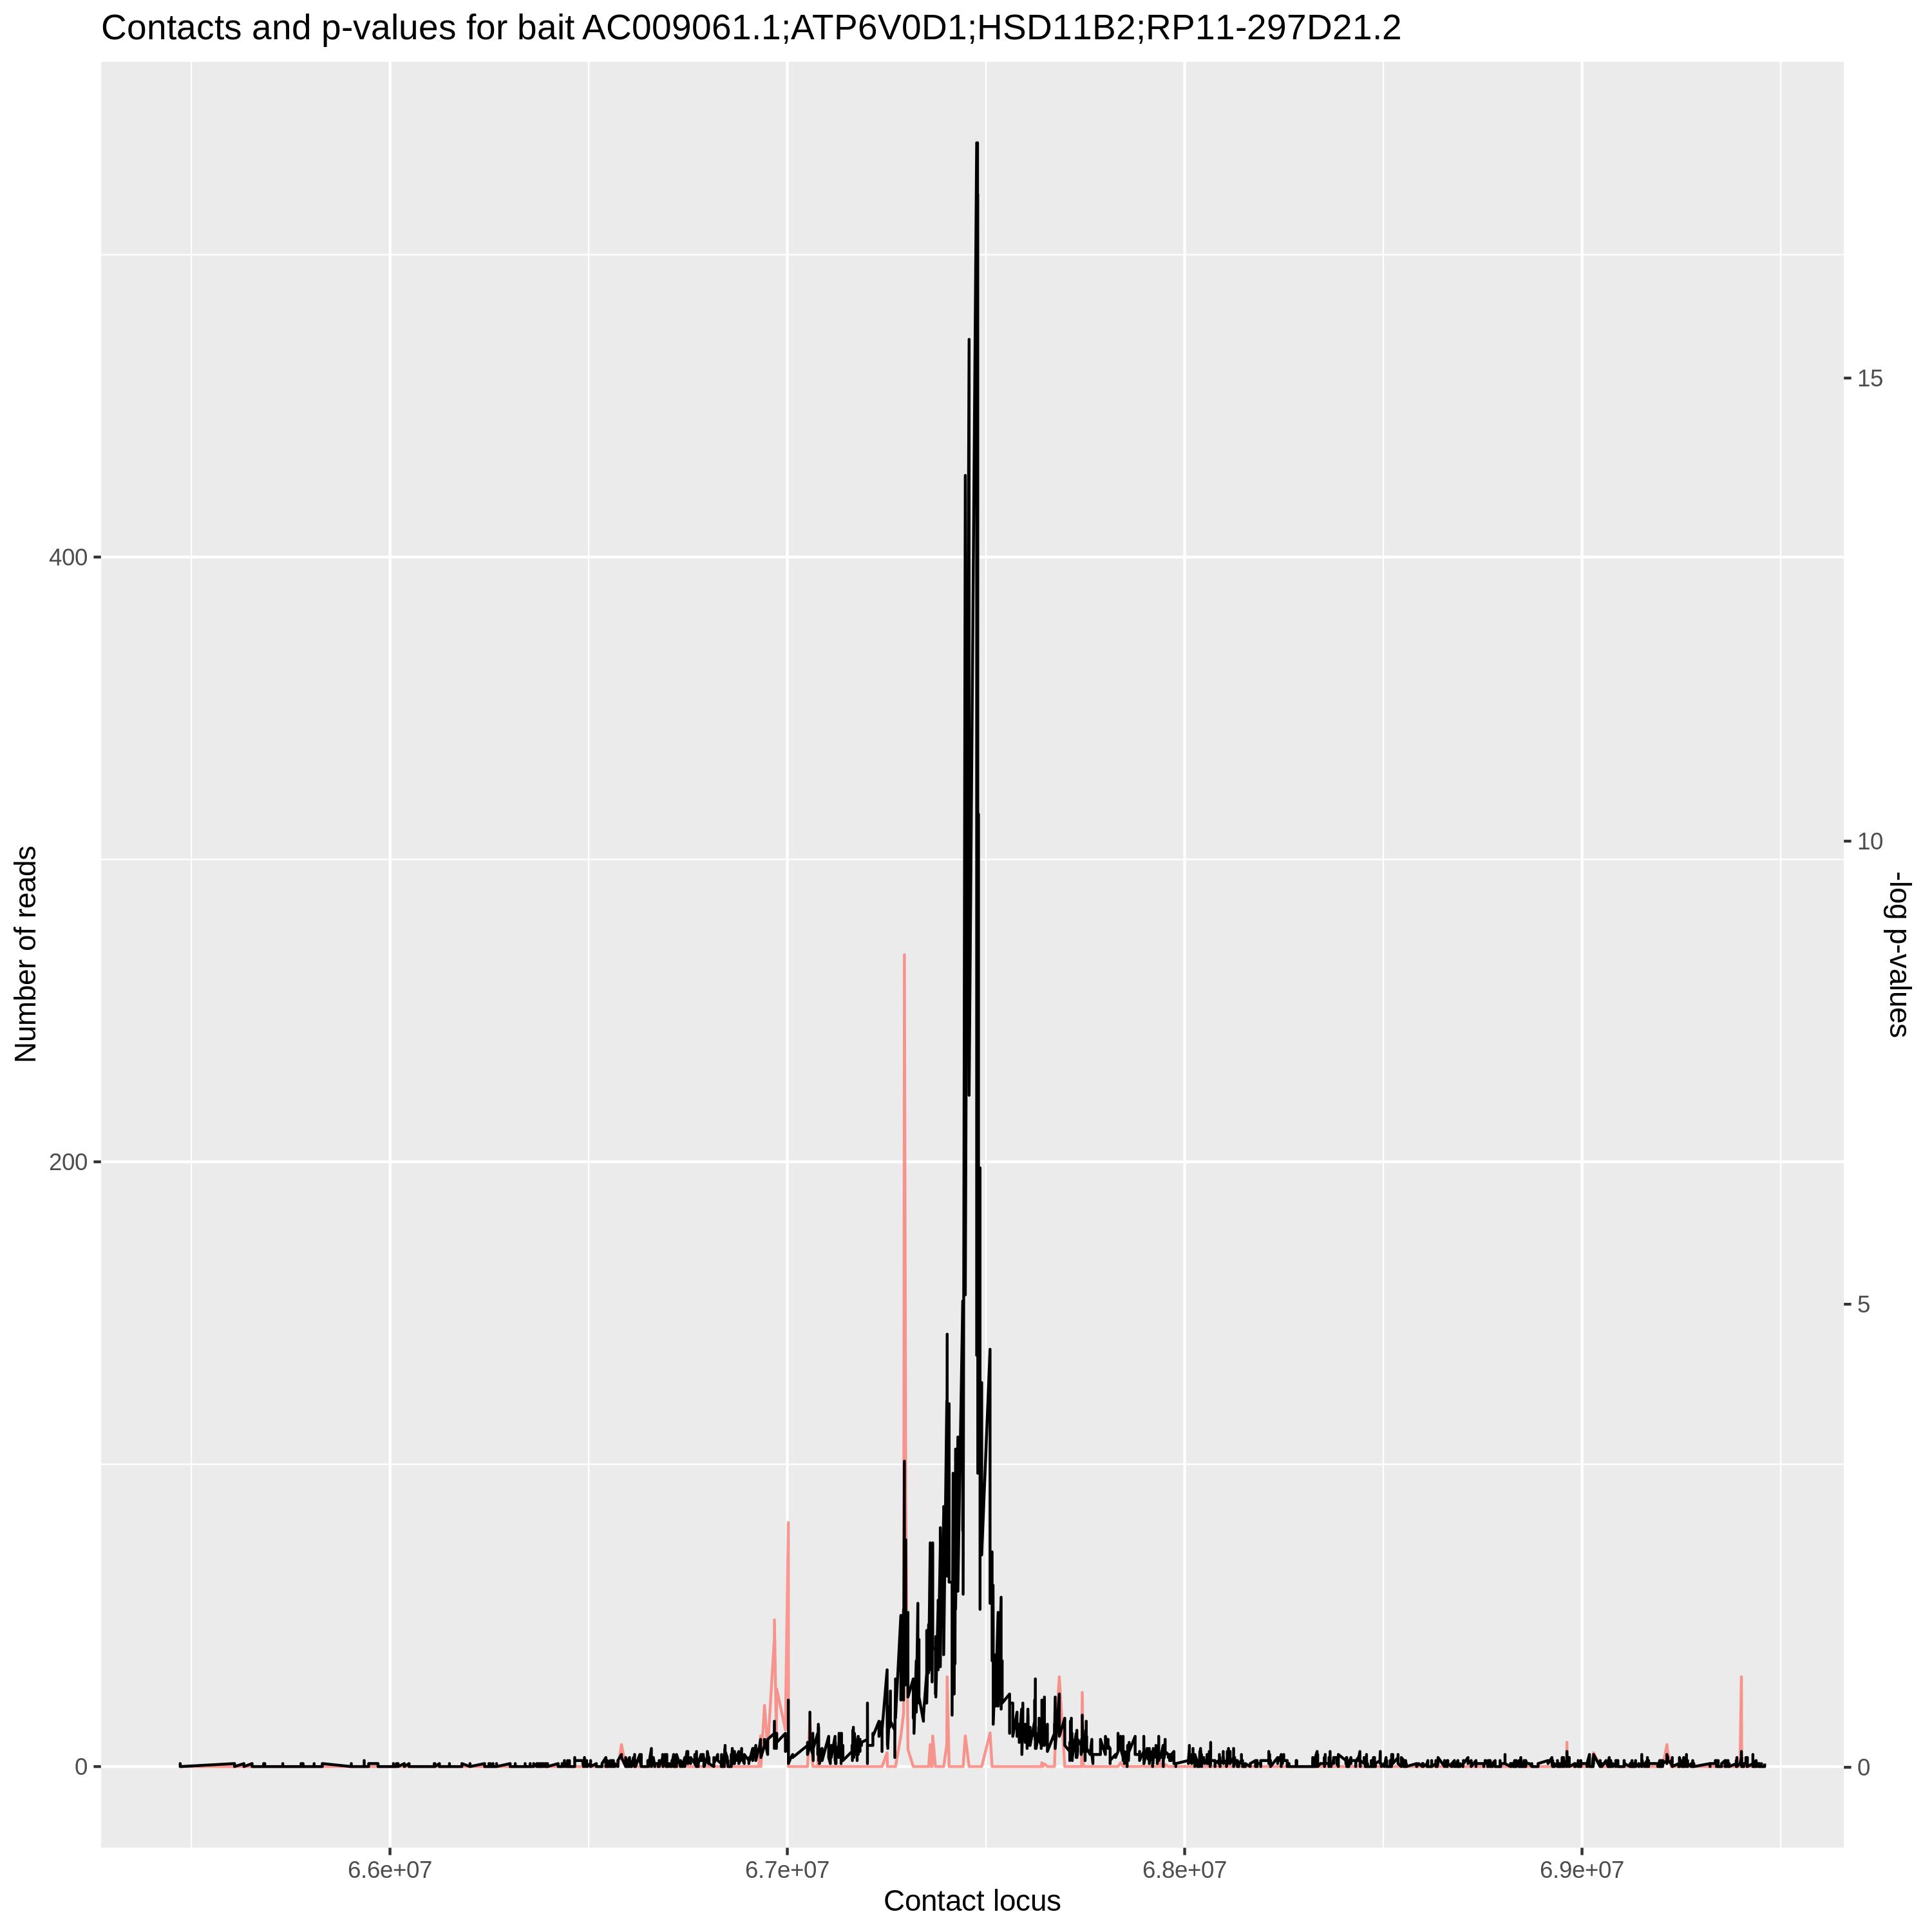 Contacts and p-values for bait AC009061.1;ATP6V0D1;HSD11B2;RP11-297D21.2
Number of reads
400
200
0
15
10
5
0
-log p-values
6.6e+07
6.7e+07
6.8e+07
6.9e+07
Contact locus